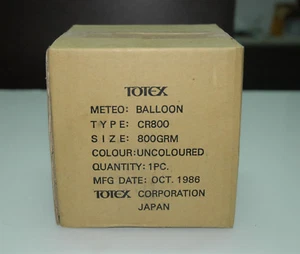 TOTEX
METEO: BALLOON
TYPE: CR800
SIZE: 800GRM
COLOUR:UNCOLOURED
QUANTITY: 1PC.
MFG DATE: OCT. 1986
TOTEX CORPORATION
JAPAN